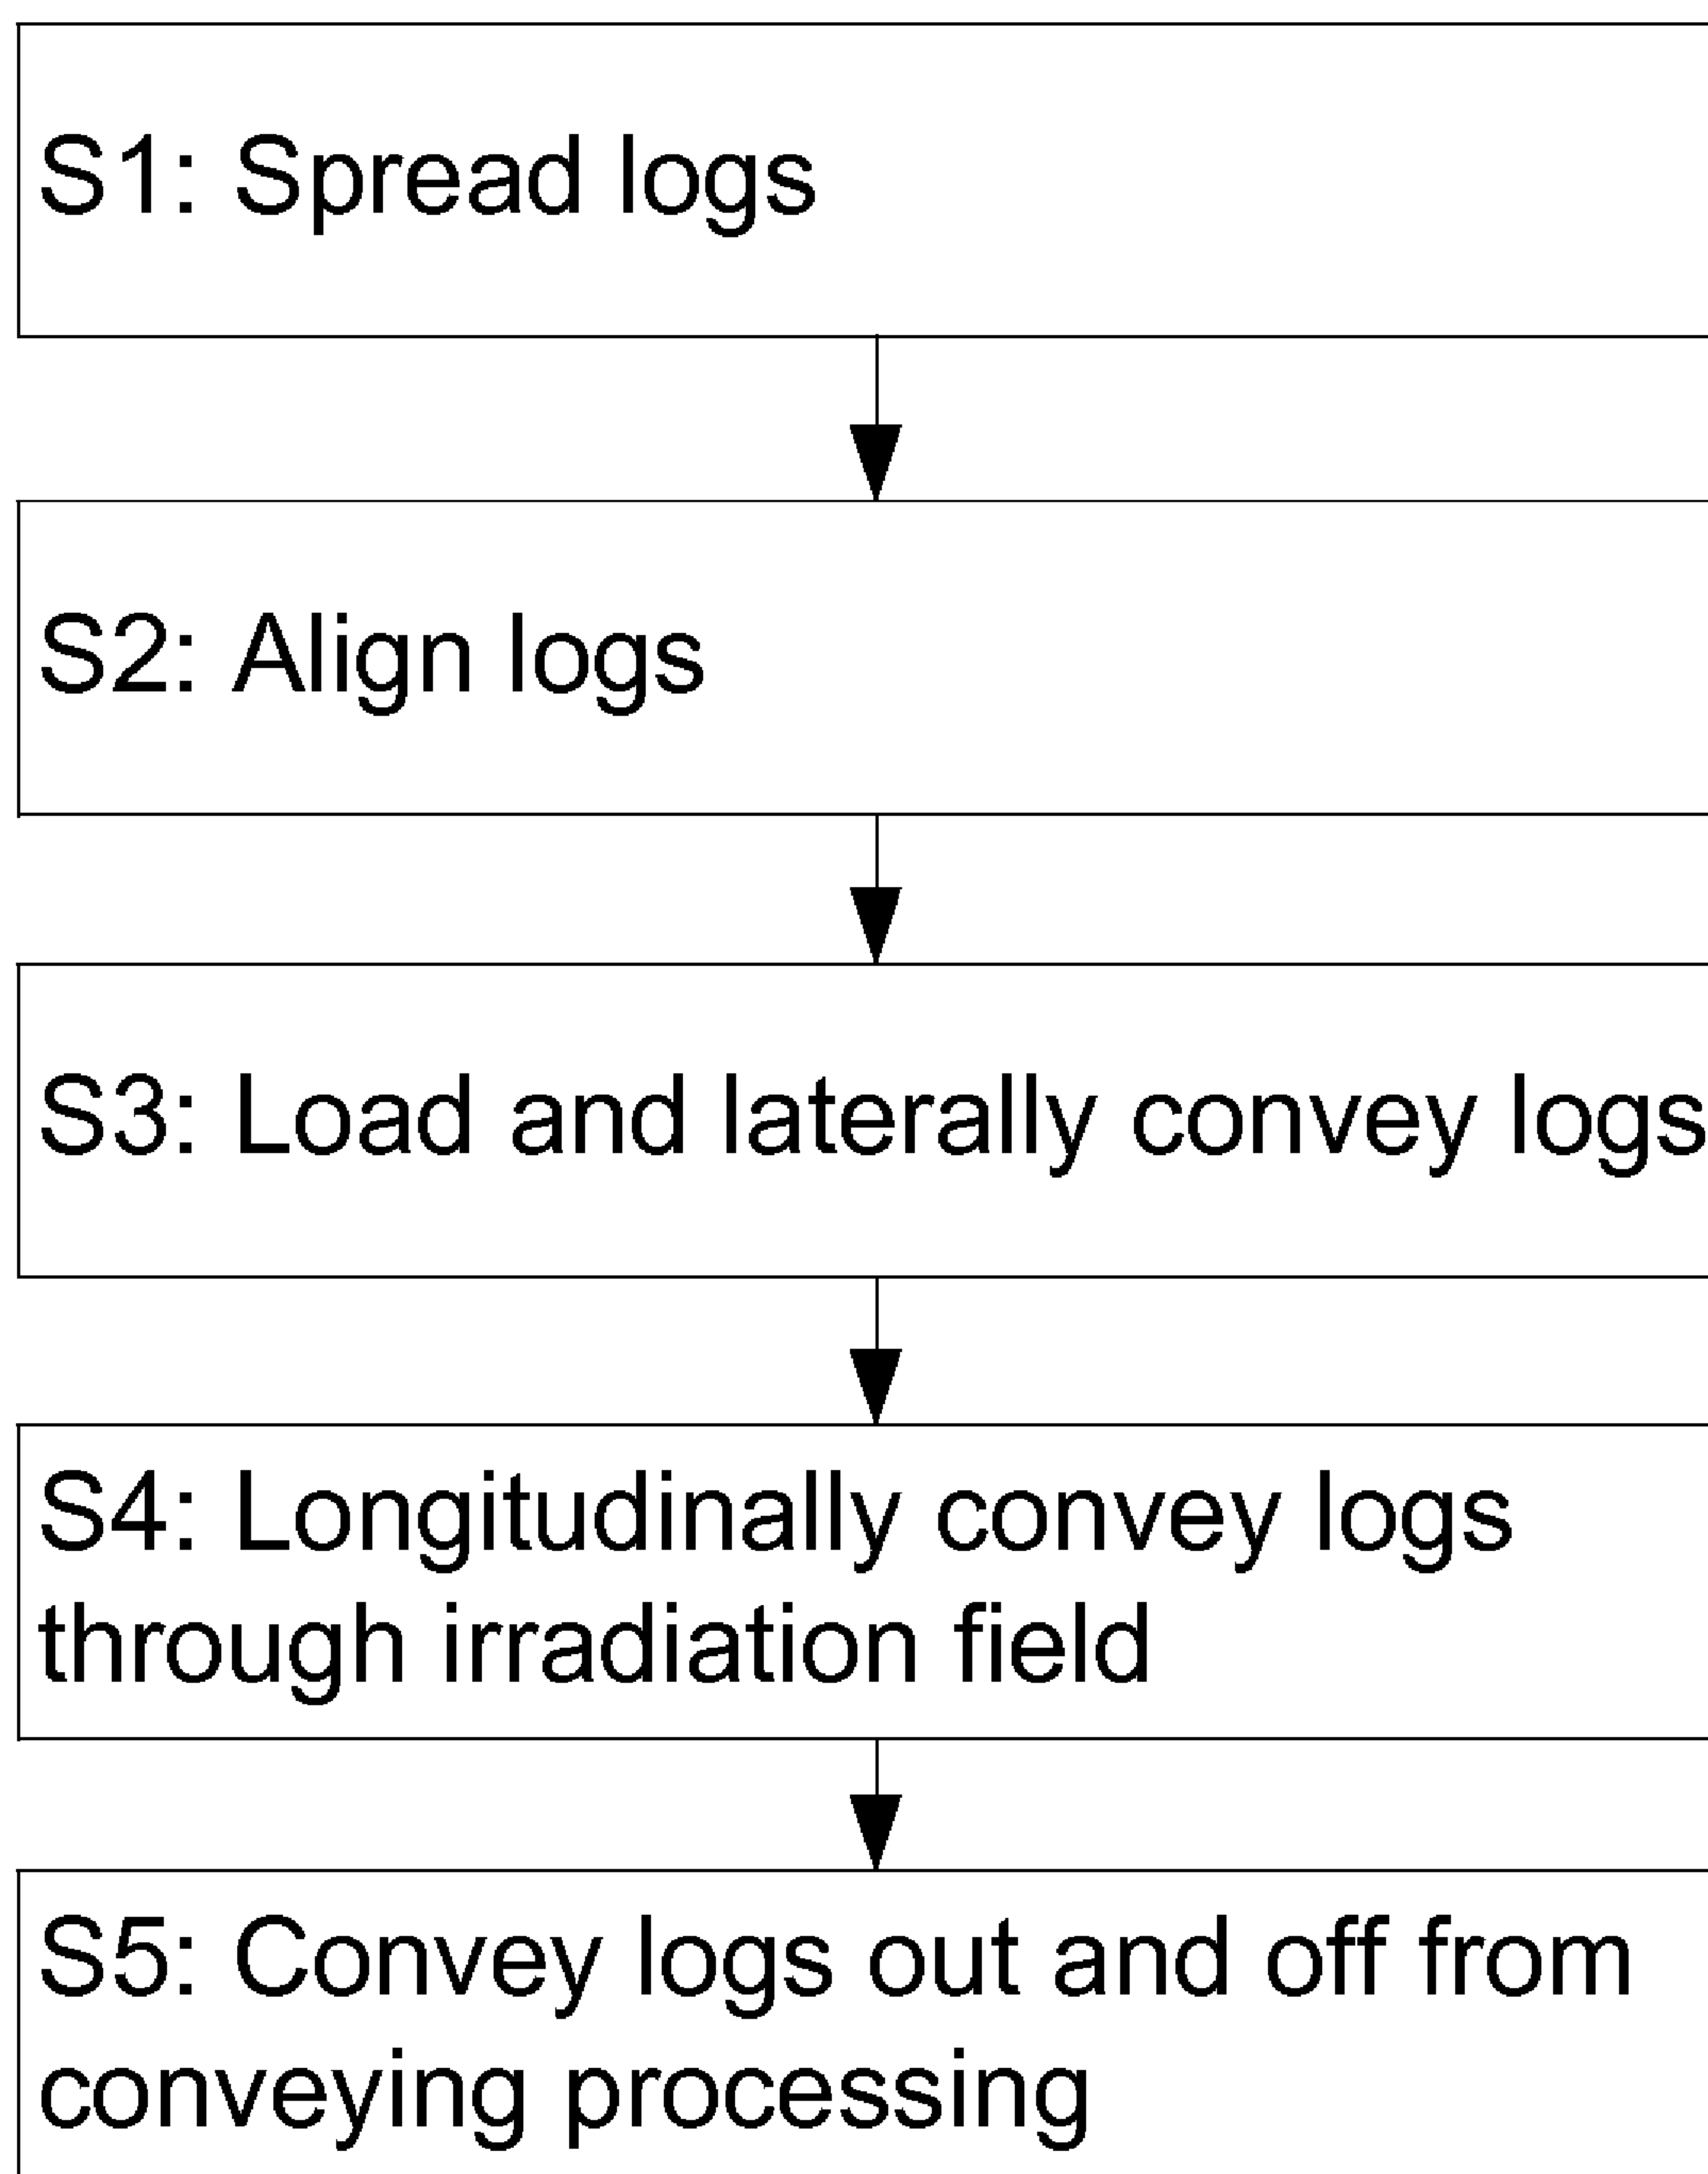 S1: Spread logs
S2: Align logs
S3: Load and laterally convey logs
S4: Longitudinally convey logs
through irradiation field
S5: Convey logs out and off from
conveying processing